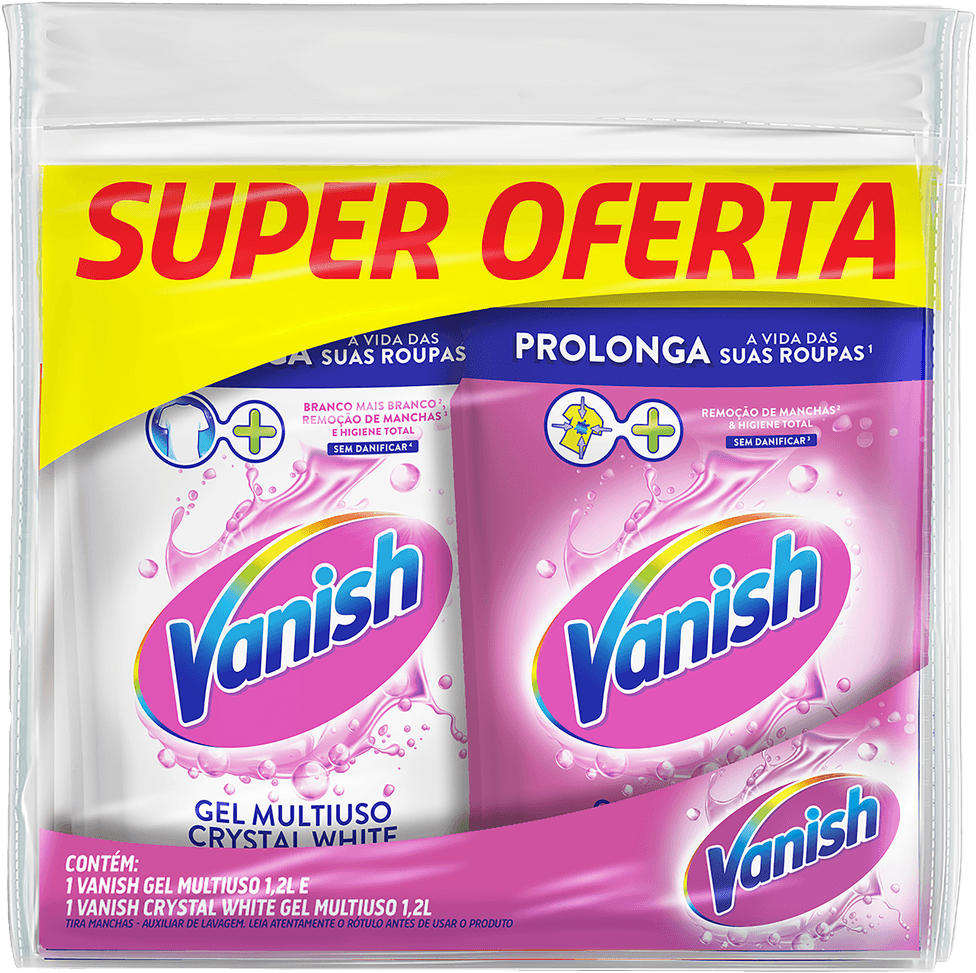 SUPER OFERTA
A VIDA DAS
SUAS ROUPAS
PROLONGA A VIDA DAS
SUAS ROUPAS¹
BRANCO MAIS BRANCO²,
REMOÇÃO DE MANCHAS³
E HIGIENE TOTAL
SEM DANIFICAR⁴
REMOÇÃO DE MANCHAS²
& HIGIENE TOTAL
SEM DANIFICAR³
Vanish
Vanish
GEL MULTIUSO
CRYSTAL WHITE
Vanish
CONTÉM:
1 VANISH GEL MULTIUSO 1,2L E
1 VANISH CRYSTAL WHITE GEL MULTIUSO 1,2L
TIRA MANCHAS - AUXILIAR DE LAVAGEM. LEIA ATENTAMENTE O RÓTULO ANTES DE USAR O PRODUTO